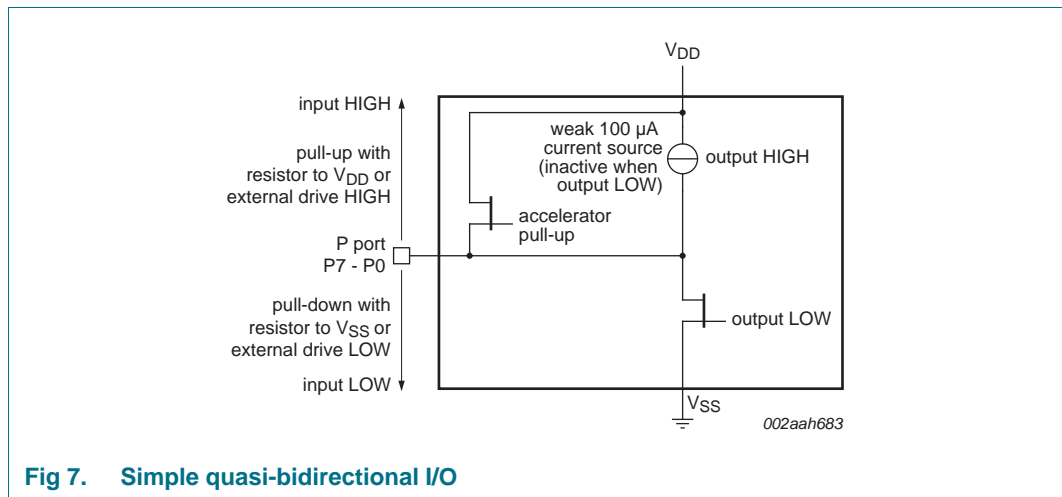 VDD
input HIGH
pull-up with
resistor to VDD or
external drive HIGH
weak 100 µA
current source
(inactive when
output LOW)
output HIGH
accelerator
pull-up
P port
P7 - P0
pull-down with
resistor to VSS or
external drive LOW
input LOW
output LOW
VSS
002aah683
Fig 7. Simple quasi-bidirectional I/O